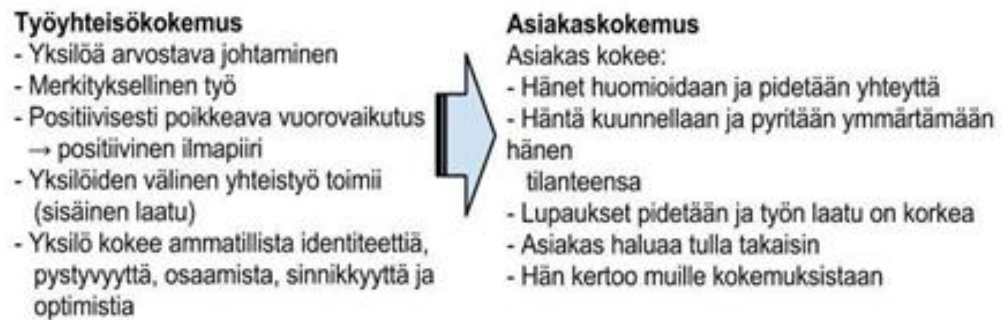 Työyhteisökokemus
- Yksilöä arvostava johtaminen
- Merkityksellinen työ
- Positiivisesti poikkeava vuorovaikutus
→ positiivinen ilmapiiri
- Yksilöiden välinen yhteistyö toimii
(sisäinen laatu)
- Yksilö kokee ammatillista identiteettiä,
pystyvyyttä, osaamista, sinnikkyyttä ja
optimistia
Asiakaskokemus
Asiakas kokee:
- Hänet huomioidaan ja pidetään yhteyttä
- Häntä kuunnellaan ja pyritään ymmärtämään
hänen
tilanteensa
- Lupaukset pidetään ja työn laatu on korkea
- Asiakas haluaa tulla takaisin
- Hän kertoo muille kokemuksistaan